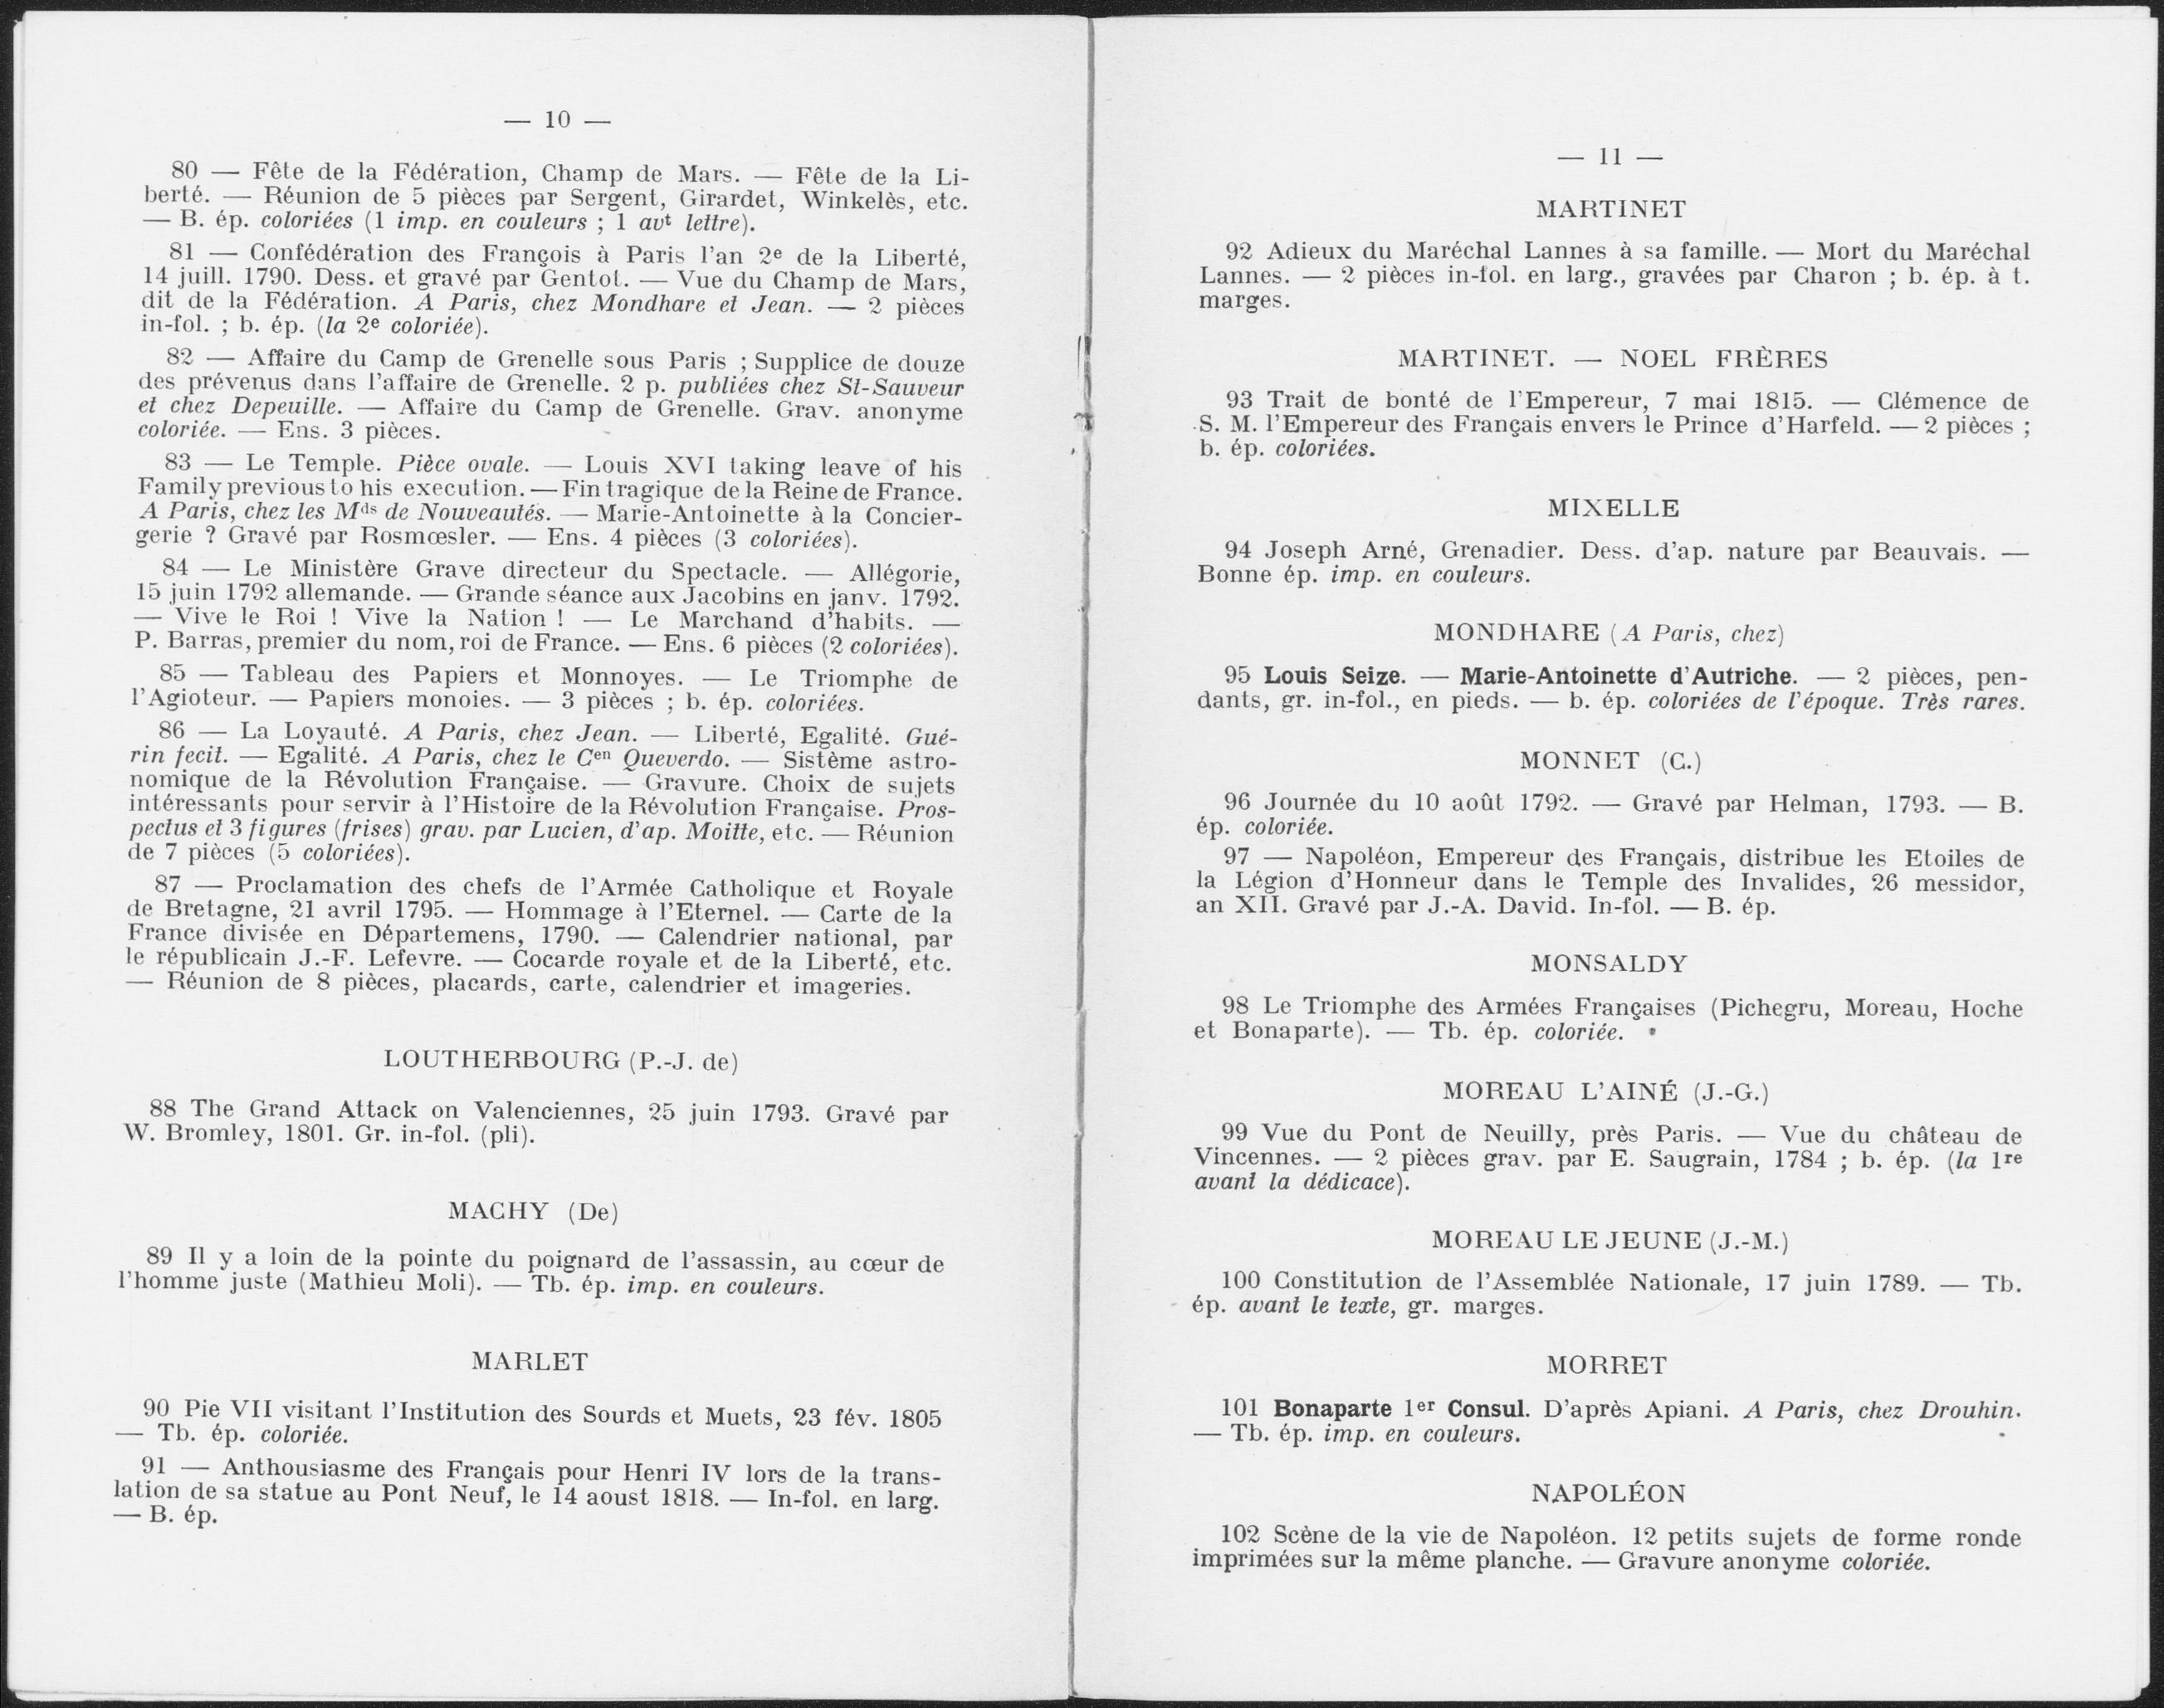 — 10 —
80 — Fête de la Fédération, Champ de Mars. — Fête de la Li-
berté. — Réunion de 5 pièces par Sergent, Girardet, Winkelès, etc.
— B. ép. coloriées (1 imp. en couleurs ; 1 avt lettre).
81 — Confédération des François à Paris l'an 2e de la Liberté,
14 juill. 1790. Dess. et gravé par Gentot. — Vue du Champ de Mars,
dit de la Fédération. A Paris, chez Mondhare et Jean. — 2 pièces
in-fol. ; b. ép. (la 2e coloriée).
82 — Affaire du Camp de Grenelle sous Paris ; Supplice de douze
des prévenus dans l'affaire de Grenelle. 2 p. publiées chez St-Sauveur
et chez Depeuille. — Affaire du Camp de Grenelle. Grav. anonyme
coloriée. — Ens. 3 pièces.
83 — Le Temple. Pièce ovale. — Louis XVI taking leave of his
Family previous to his execution. — Fin tragique de la Reine de France.
A Paris, chez les Mds de Nouveautés. — Marie-Antoinette à la Concier-
gerie ? Gravé par Rosmœsler. — Ens. 4 pièces (3 coloriées).
84 — Le Ministère Grave directeur du Spectacle. — Allégorie,
15 juin 1792 allemande. — Grande séance aux Jacobins en janv. 1792.
— Vive le Roi ! Vive la Nation ! — Le Marchand d'habits. —
P. Barras, premier du nom, roi de France. — Ens. 6 pièces (2 coloriées).
85 — Tableau des Papiers et Monnoyes. — Le Triomphe de
l'Agioteur. — Papiers monoies. — 3 pièces ; b. ép. coloriées.
86 — La Loyauté. A Paris, chez Jean. — Liberté, Egalité. Gué-
rin fecit. — Egalité. A Paris, chez le Cen Queverdo. — Sistème astro-
nomique de la Révolution Française. — Gravure. Choix de sujets
intéressants pour servir à l'Histoire de la Révolution Française. Pros-
pectus et 3 figures (frises) grav. par Lucien, d'ap. Moitte, etc. — Réunion
de 7 pièces (5 coloriées).
87 — Proclamation des chefs de l'Armée Catholique et Royale
de Bretagne, 21 avril 1795. — Hommage à l'Eternel. — Carte de la
France divisée en Départemens, 1790. — Calendrier national, par
le républicain J.-F. Lefevre. — Cocarde royale et de la Liberté, etc.
— Réunion de 8 pièces, placards, carte, calendrier et imageries.
LOUTHERBOURG (P.-J. de)
88 The Grand Attack on Valenciennes, 25 juin 1793. Gravé par
W. Bromley, 1801. Gr. in-fol. (pli).
MACHY (De)
89 Il y a loin de la pointe du poignard de l'assassin, au cœur de
l'homme juste (Mathieu Moli). — Tb. ép. imp. en couleurs.
MARLET
90 Pie VII visitant l'Institution des Sourds et Muets, 23 fév. 1805
— Tb. ép. coloriée.
91 — Anthousiasme des Français pour Henri IV lors de la trans-
lation de sa statue au Pont Neuf, le 14 aoust 1818. — In-fol. en larg.
— B. ép.
— 11 —
MARTINET
92 Adieux du Maréchal Lannes à sa famille. — Mort du Maréchal
Lannes. — 2 pièces in-fol. en larg., gravées par Charon ; b. ép. à t.
marges.
MARTINET. — NOEL FRÈRES
93 Trait de bonté de l'Empereur, 7 mai 1815. — Clémence de
S. M. l'Empereur des Français envers le Prince d'Harfeld. — 2 pièces ;
b. ép. coloriées.
MIXELLE
94 Joseph Arné, Grenadier. Dess. d'ap. nature par Beauvais. —
Bonne ép. imp. en couleurs.
MONDHARE (A Paris, chez)
95 Louis Seize. — Marie-Antoinette d'Autriche. — 2 pièces, pen-
dants, gr. in-fol., en pieds. — b. ép. coloriées de l'époque. Très rares.
MONNET (C.)
96 Journée du 10 août 1792. — Gravé par Helman, 1793. — B.
ép. coloriée.
97 — Napoléon, Empereur des Français, distribue les Etoiles de
la Légion d'Honneur dans le Temple des Invalides, 26 messidor,
an XII. Gravé par J.-A. David. In-fol. — B. ép.
MONSALDY
98 Le Triomphe des Armées Françaises (Pichegru, Moreau, Hoche
et Bonaparte). — Tb. ép. coloriée.
MOREAU L'AINÉ (J.-G.)
99 Vue du Pont de Neuilly, près Paris. — Vue du château de
Vincennes. — 2 pièces grav. par E. Saugrain, 1784 ; b. ép. (la 1re
avant la dédicace).
MOREAU LE JEUNE (J.-M.)
100 Constitution de l'Assemblée Nationale, 17 juin 1789. — Tb.
ép. avant le texte, gr. marges.
MORRET
101 Bonaparte 1er Consul. D'après Apiani. A Paris, chez Drouhin.
— Tb. ép. imp. en couleurs.
NAPOLÉON
102 Scène de la vie de Napoléon. 12 petits sujets de forme ronde
imprimées sur la même planche. — Gravure anonyme coloriée.